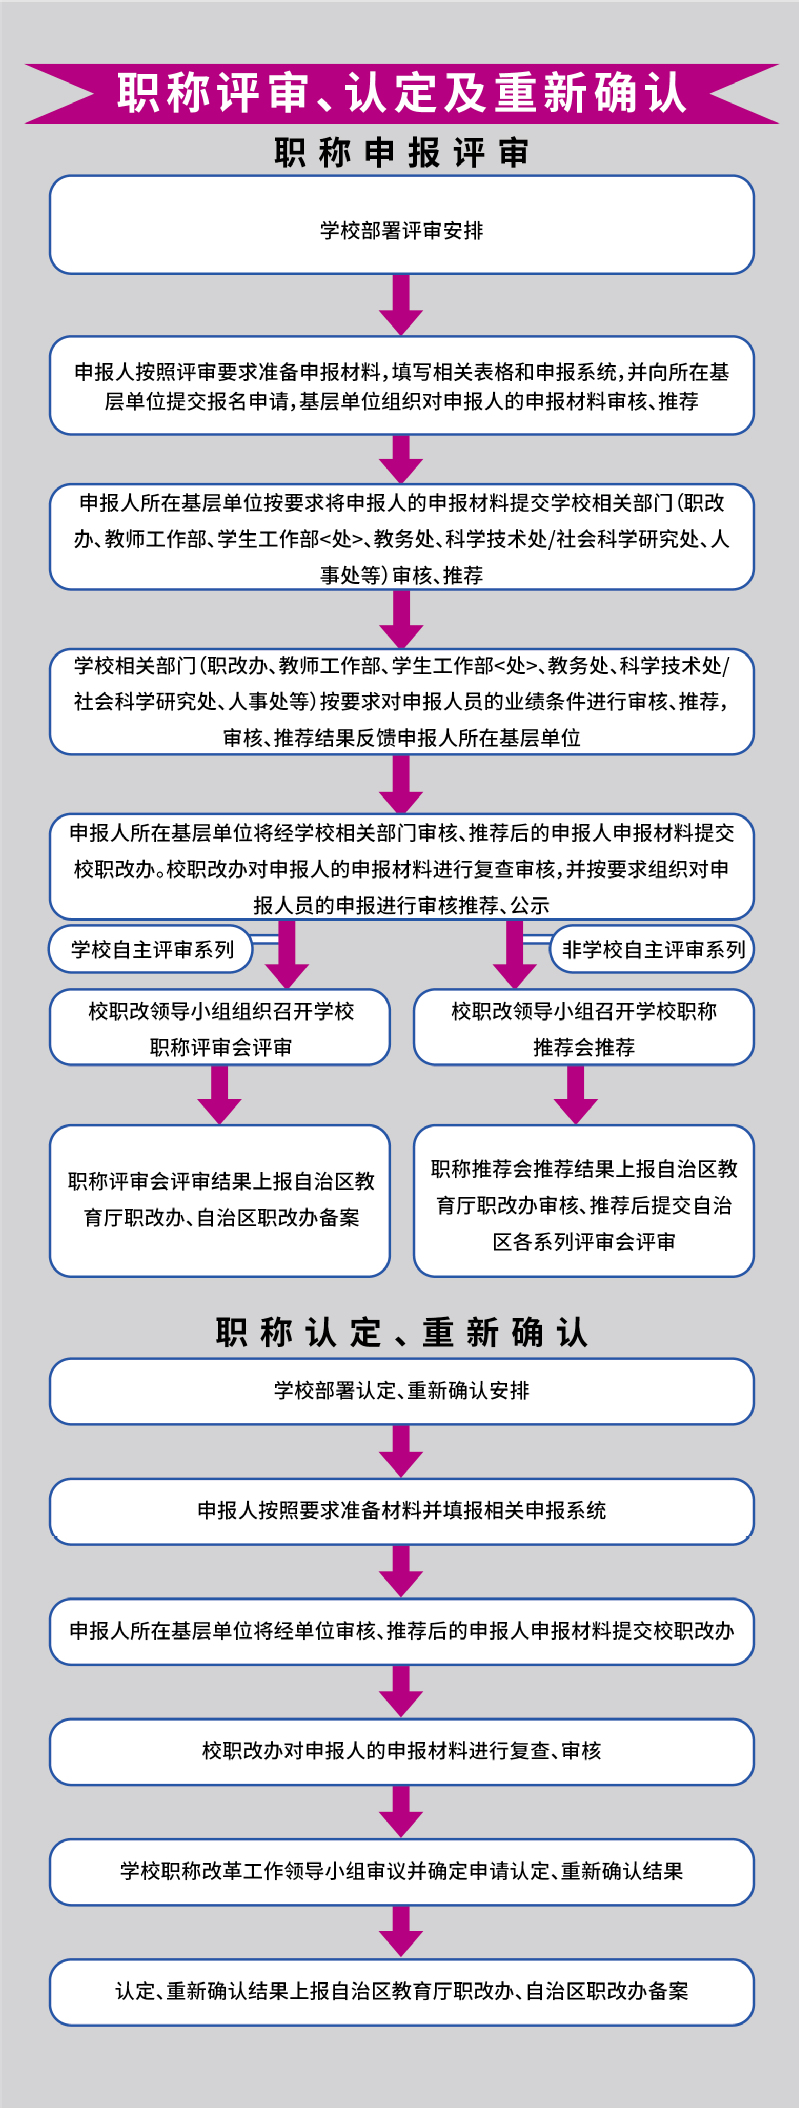 职称评审、认定及重新确认
职称申报评审
学校部署评审安排
申报人按照评审要求准备申报材料,填写相关表格和申报系统,并向所在基
层单位提交报名申请,基层单位组织对申报人的申报材料审核、推荐
申报人所在基层单位按要求将申报人的申报材料提交学校相关部门(职改
办、教师工作部、学生工作部<处>、教务处、科学技术处/社会科学研究处、人
事处等)审核、推荐
学校相关部门(职改办、教师工作部、学生工作部<处>、教务处、科学技术处/
社会科学研究处、人事处等)按要求对申报人员的业绩条件进行审核、推荐,
审核、推荐结果反馈申报人所在基层单位
申报人所在基层单位将经学校相关部门审核、推荐后的申报人申报材料提交
校职改办。校职改办对申报人的申报材料进行复查审核,并按要求组织对申
报人员的申报进行审核推荐、公示
学校自主评审系列
非学校自主评审系列
校职改领导小组组织召开学校
职称评审会评审
校职改领导小组召开学校职称
推荐会推荐
职称评审会评审结果上报自治区教
育厅职改办、自治区职改办备案
职称推荐会推荐结果上报自治区教
育厅职改办审核、推荐后提交自治
区各系列评审会评审
职称认定、重新确认
学校部署认定、重新确认安排
申报人按照要求准备材料并填报相关申报系统
申报人所在基层单位将经单位审核、推荐后的申报人申报材料提交校职改办
校职改办对申报人的申报材料进行复查、审核
学校职称改革工作领导小组审议并确定申请认定、重新确认结果
认定、重新确认结果上报自治区教育厅职改办、自治区职改办备案